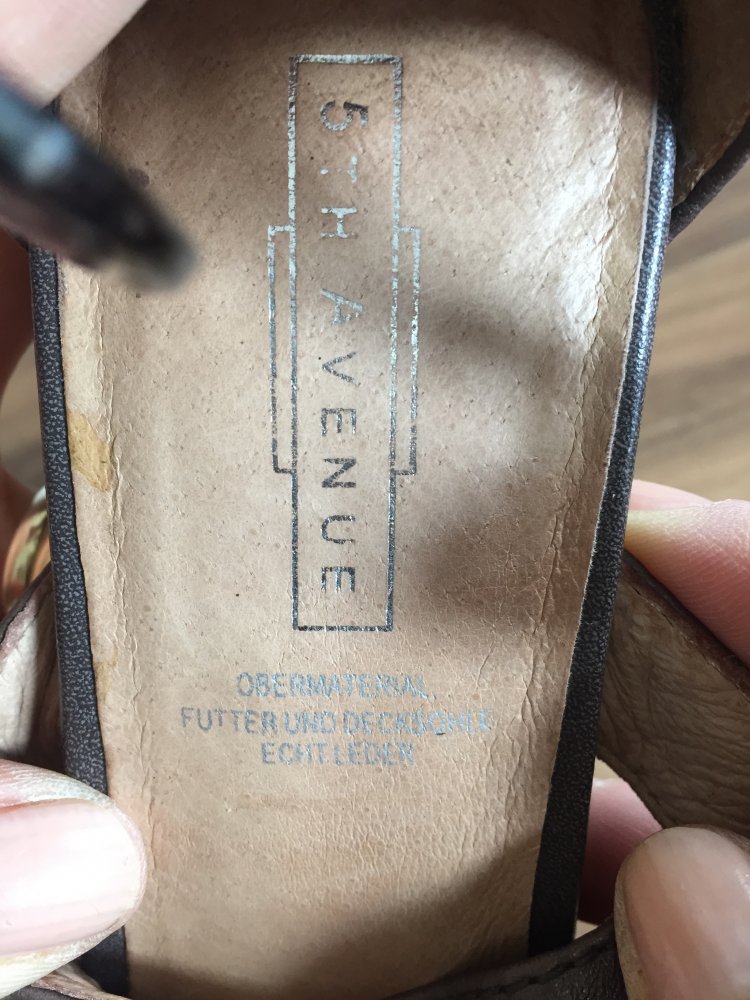 5TH AVENUE
OBERMATERIAL,
FUTTER UND DECKSOHLE
ECHT LEDER